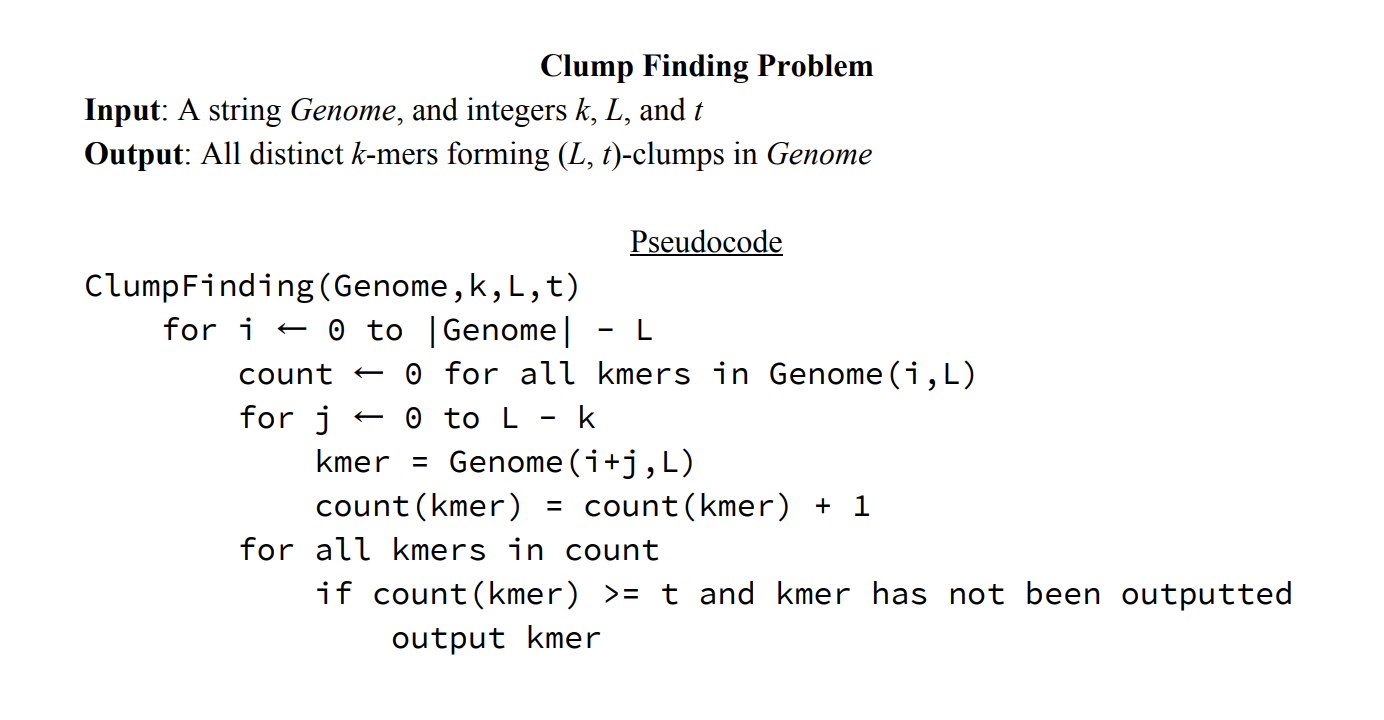 Clump Finding Problem
Input: A string Genome, and integers k, L, and t
Output: All distinct k-mers forming (L, t)-clumps in Genome
Pseudocode
ClumpFinding(Genome,k,L,t)
    for i ← 0 to |Genome| - L
        count ← 0 for all kmers in Genome(i,L)
        for j ← 0 to L - k
            kmer = Genome(i+j,L)
            count(kmer) = count(kmer) + 1
        for all kmers in count
            if count(kmer) >= t and kmer has not been outputted
                output kmer